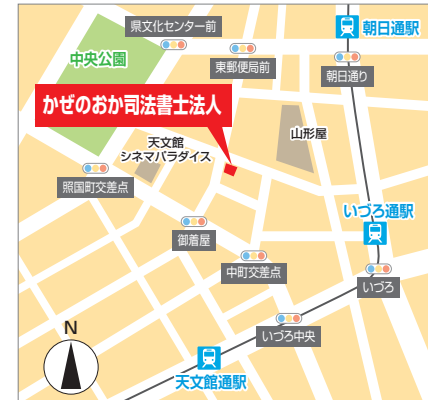 県文化センター前
朝日通駅
中央公園
東郵便局前
朝日通り
かぜのおか司法書士法人
天文館
シネマパラダイス
山形屋
照国町交差点
いづろ通駅
御着屋
中町交差点
いづろ
いづろ中央
N
天文館通駅